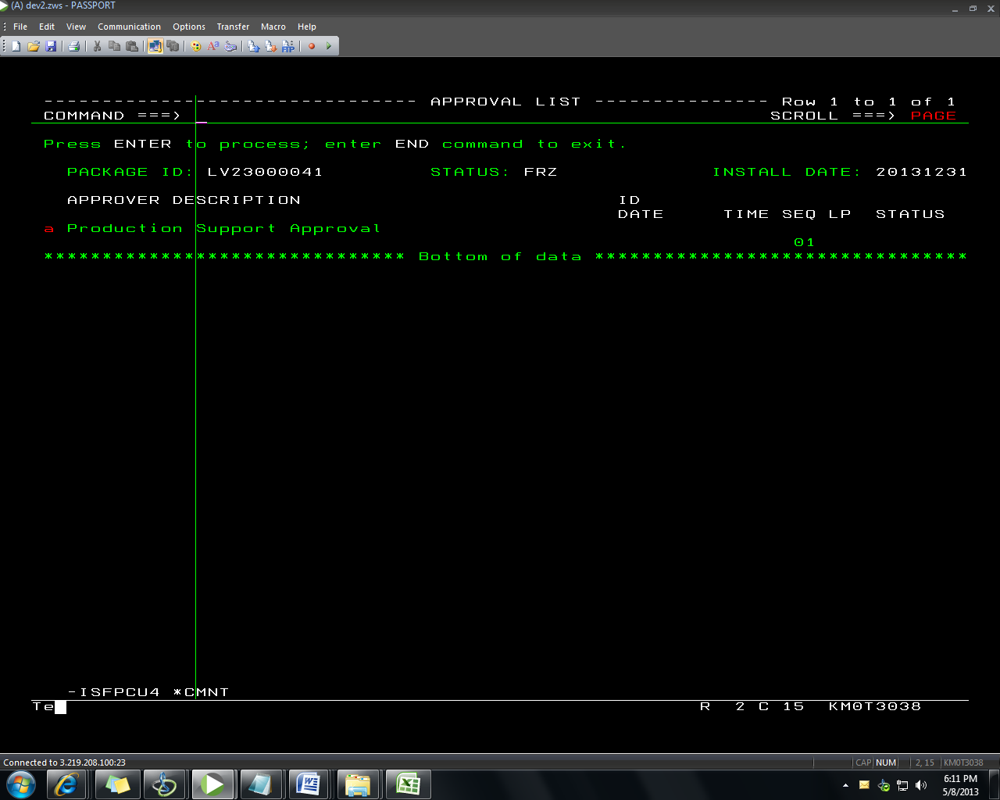 (A) dev2.zws - PASSPORT
File Edit View Communication Options Transfer Macro Help
-------------------------------- APPROVAL LIST --------------- Row 1 to 1 of 1
COMMAND ===> _ SCROLL ===> PAGE
Press ENTER to process; enter END command to exit.
PACKAGE ID: LV23000041 STATUS: FRZ INSTALL DATE: 20131231
APPROVER DESCRIPTION ID
DATE TIME SEQ LP STATUS
a Production Support Approval
01
******************************* Bottom of data ********************************
-ISFPCU4 *CMNT
Te R 2 C 15 KM0T3038
Connected to 3.219.208.100:23 CAP NUM 2, 15 KM0T3038
6:11 PM
5/8/2013